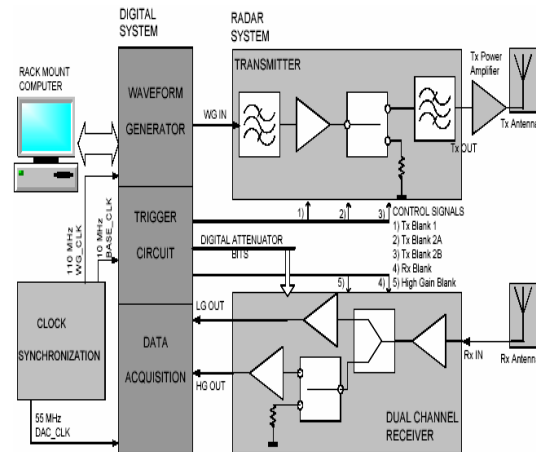 DIGITAL
SYSTEM
RADAR
SYSTEM
TRANSMITTER
Tx Power
Amplifier
RACK MOUNT
COMPUTER
WAVEFORM
GENERATOR
WG IN
Tx OUT
Tx Antenna
110 MHz
WG_CLK
10 MHz
BASE_CLK
TRIGGER
CIRCUIT
1)
2)
3)
CONTROL SIGNALS
1) Tx Blank 1
2) Tx Blank 2A
3) Tx Blank 2B
4) Rx Blank
5) High Gain Blank
DIGITAL ATTENUATOR
BITS
5)
4)
CLOCK
SYNCHRONIZATION
LG OUT
DATA
ACQUISITION
HG OUT
Rx IN
Rx Antenna
55 MHz
DAC_CLK
DUAL CHANNEL
RECEIVER